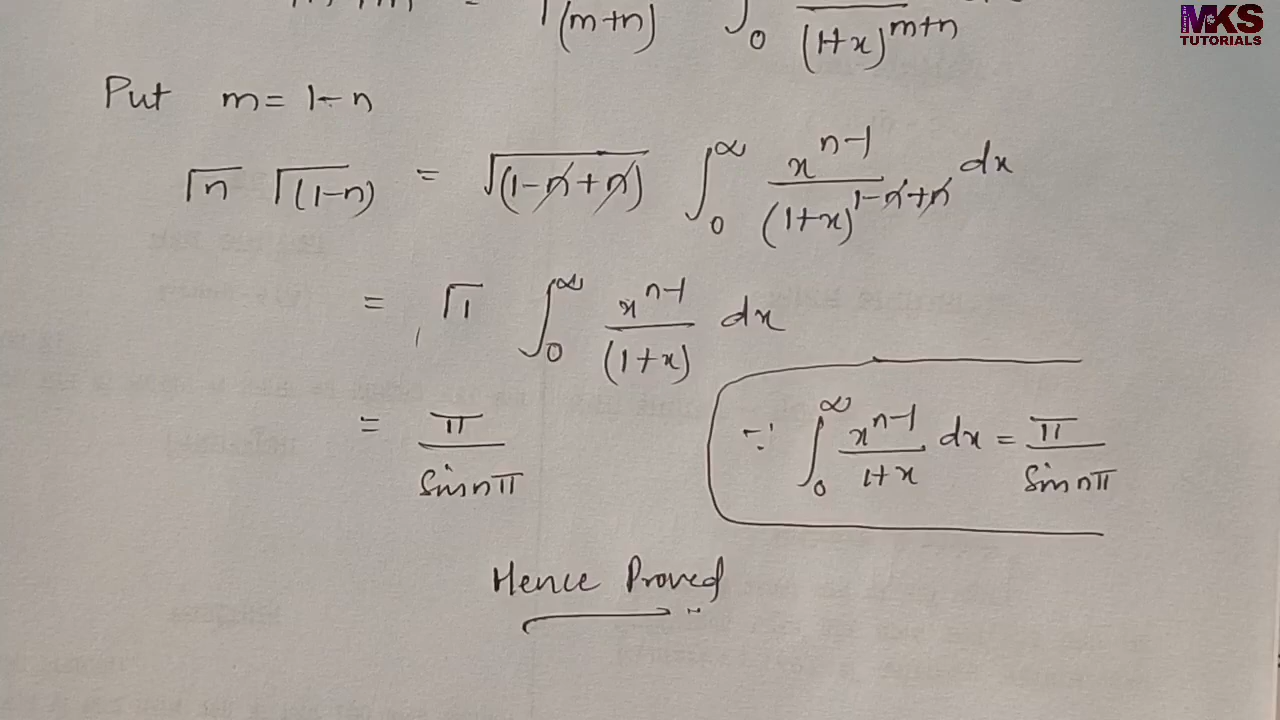 MKS
TUTORIALS
(m+n) ∫₀ (1+x)^(m+n)
Put m = 1-n
Γn Γ(1-n) = Γ(1-n+n) ∫₀^∞ x^(n-1)/(1+x)^(1-n+n) dx
= Γ1 ∫₀^∞ x^(n-1)/(1+x) dx
= π/sin nπ
∵ ∫₀^∞ x^(n-1)/1+x dx = π/sin nπ
Hence Proved